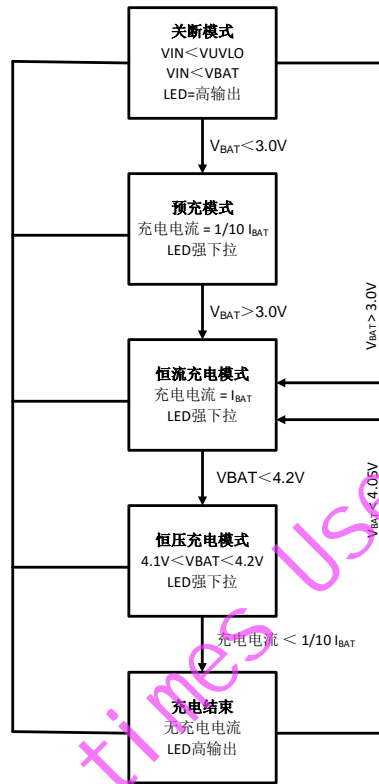 关断模式
VIN＜VUVLO
VIN＜VBAT
LED=高输出
VBAT＜3.0V
预充模式
充电电流 = 1/10 IBAT
LED强下拉
VBAT＞3.0V
VBAT＞3.0V
恒流充电模式
充电电流 = IBAT
LED强下拉
VBAT＜4.2V
VBAT＜4.05V
恒压充电模式
4.1V＜VBAT＜4.2V
LED强下拉
充电电流 ＜ 1/10 IBAT
充电结束
无充电电流
LED高输出
times Use